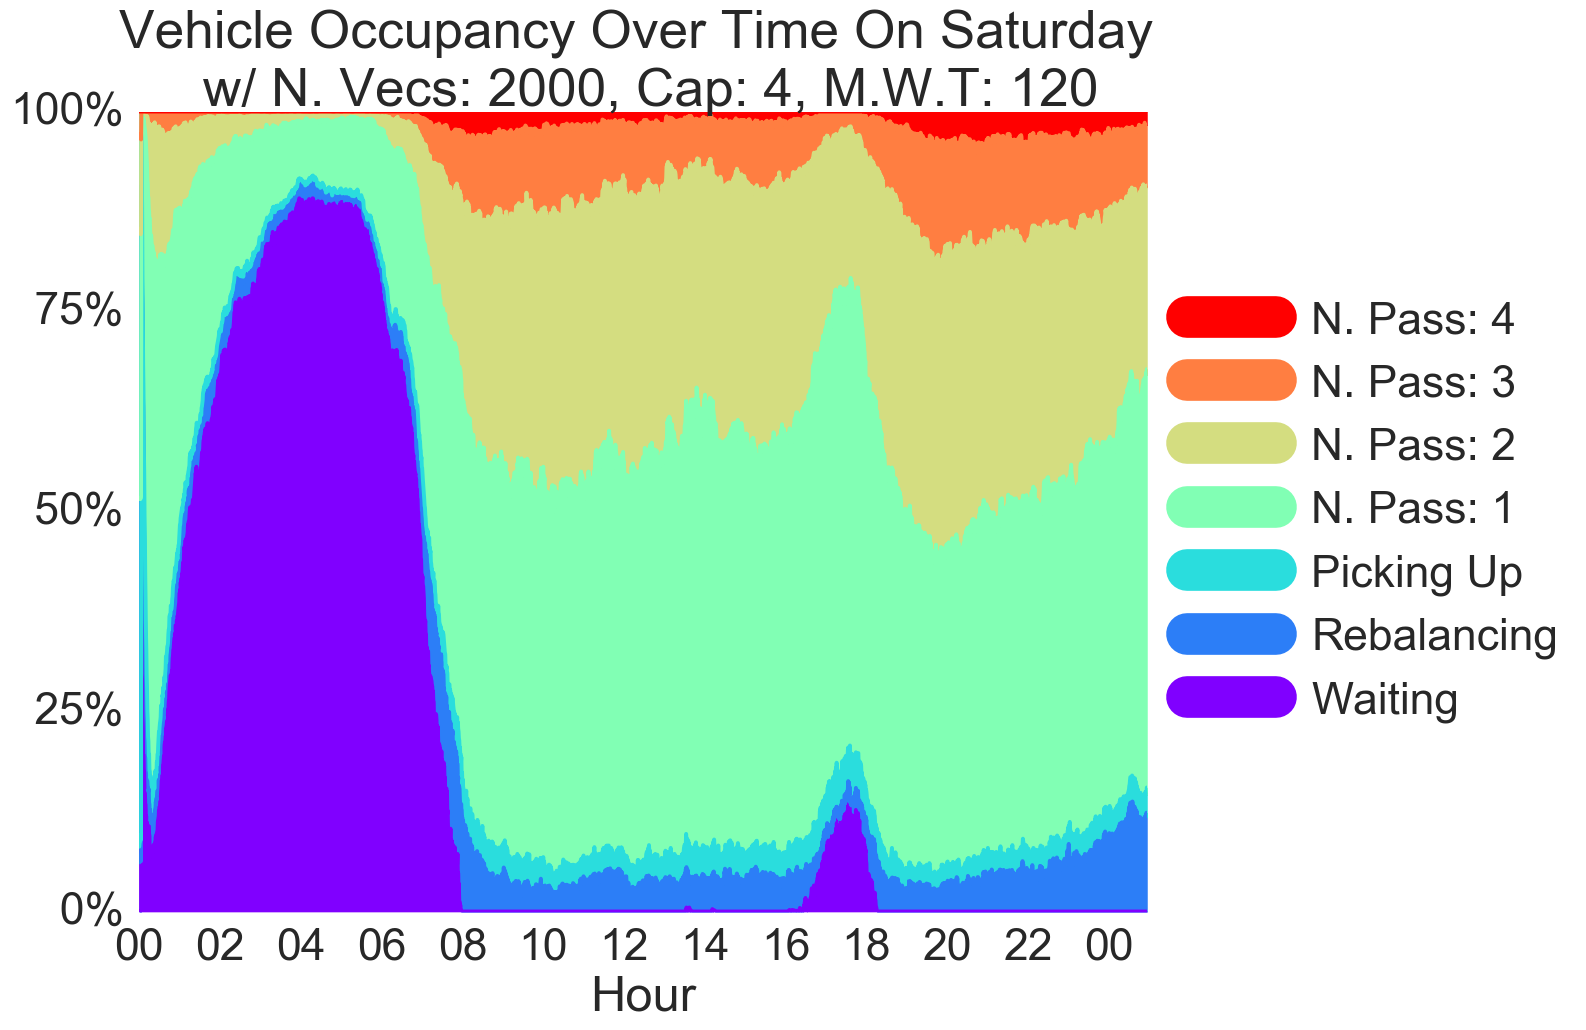 Vehicle Occupancy Over Time On Saturday
w/ N. Vecs: 2000, Cap: 4, M.W.T: 120
100%
75%
50%
25%
0%
00 02 04 06 08 10 12 14 16 18 20 22 00
Hour
N. Pass: 4
N. Pass: 3
N. Pass: 2
N. Pass: 1
Picking Up
Rebalancing
Waiting